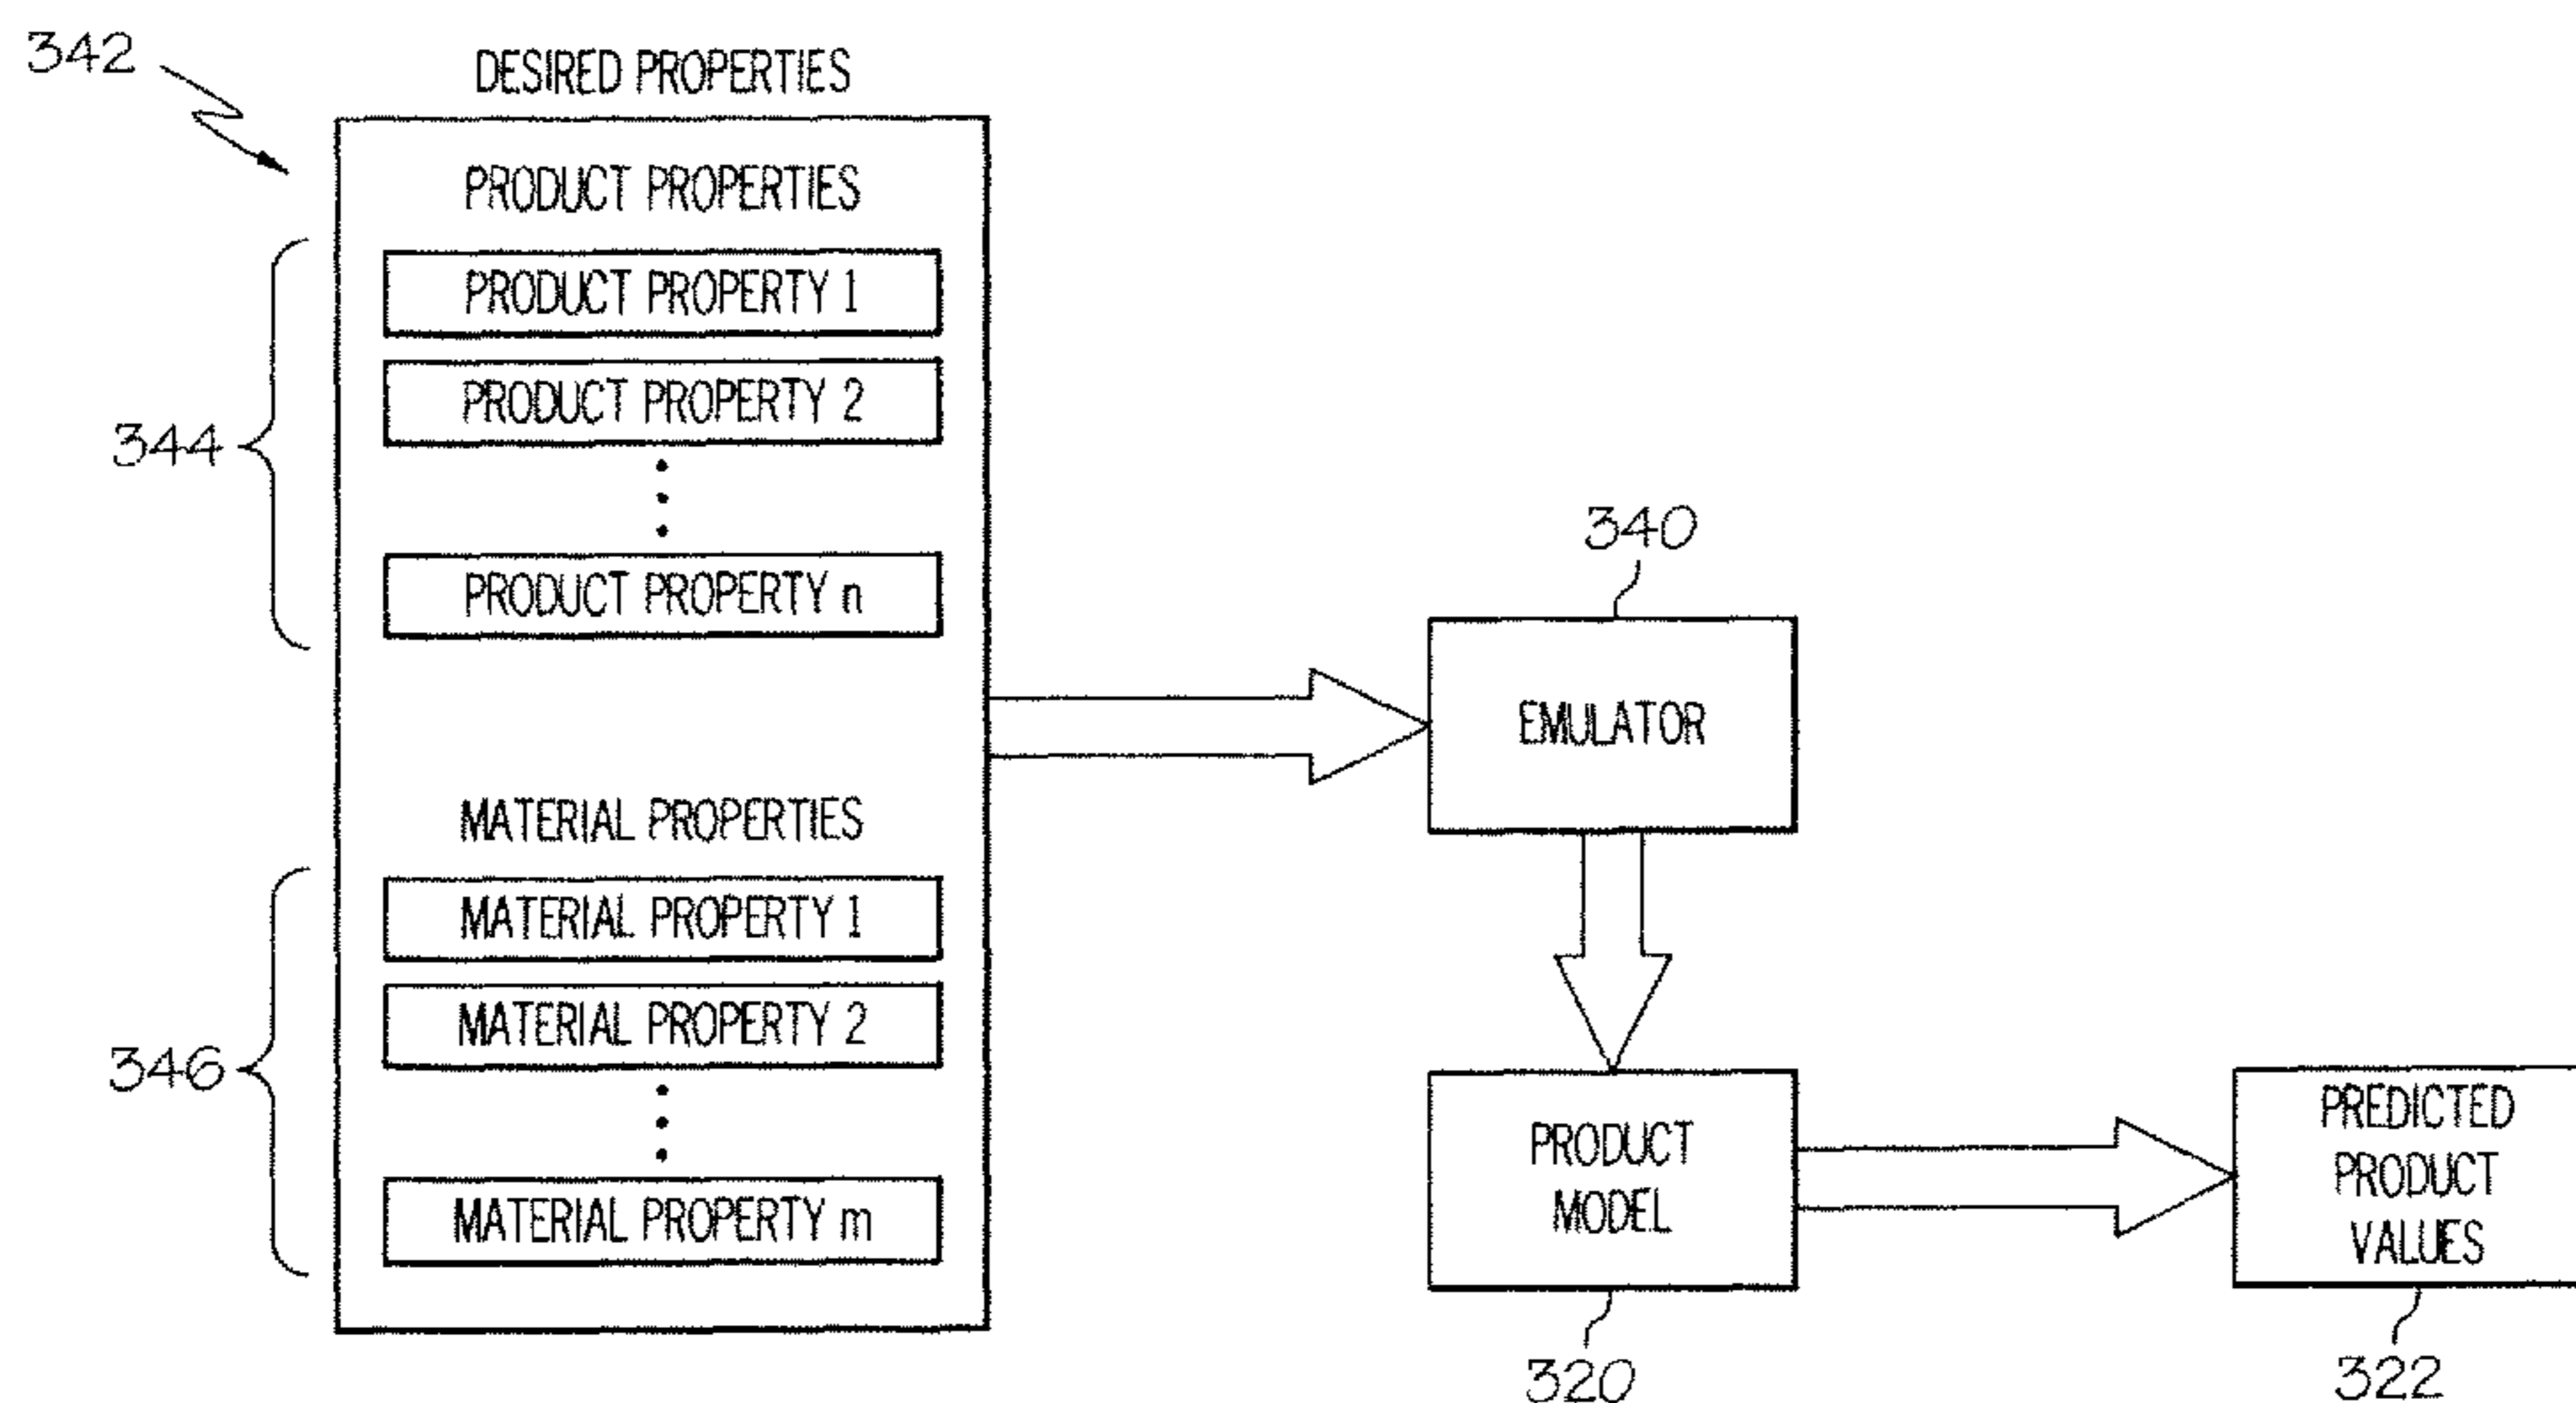 342
DESIRED PROPERTIES
PRODUCT PROPERTIES
PRODUCT PROPERTY 1
PRODUCT PROPERTY 2
344
PRODUCT PROPERTY n
MATERIAL PROPERTIES
MATERIAL PROPERTY 1
MATERIAL PROPERTY 2
346
MATERIAL PROPERTY m
340
EMULATOR
PRODUCT
MODEL
320
PREDICTED
PRODUCT
VALUES
322